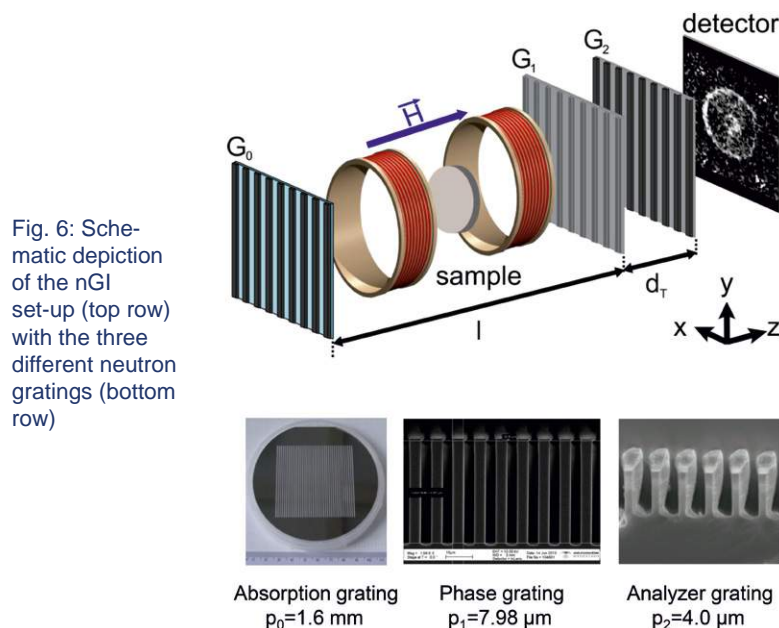 detector
G2
G1
H
G0
sample
dT
l
y
x
z
Fig. 6: Sche-
matic depiction
of the nGI
set-up (top row)
with the three
different neutron
gratings (bottom
row)
Absorption grating
p0=1.6 mm
Phase grating
p1=7.98 µm
Analyzer grating
p2=4.0 µm